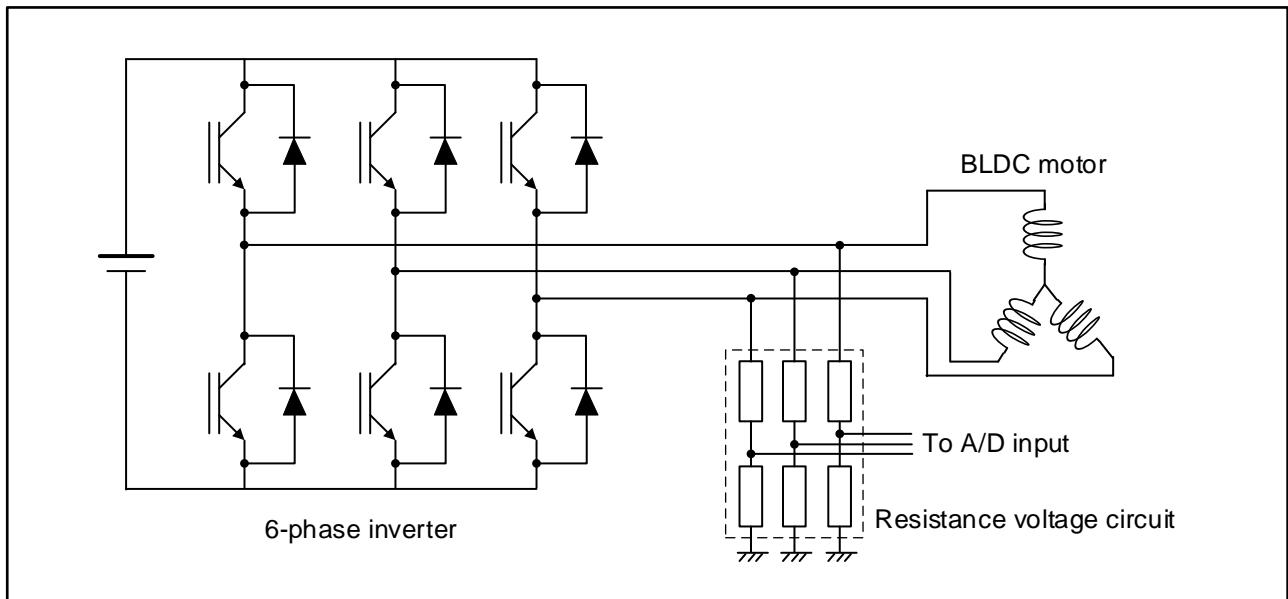 BLDC motor
To A/D input
Resistance voltage circuit
6-phase inverter